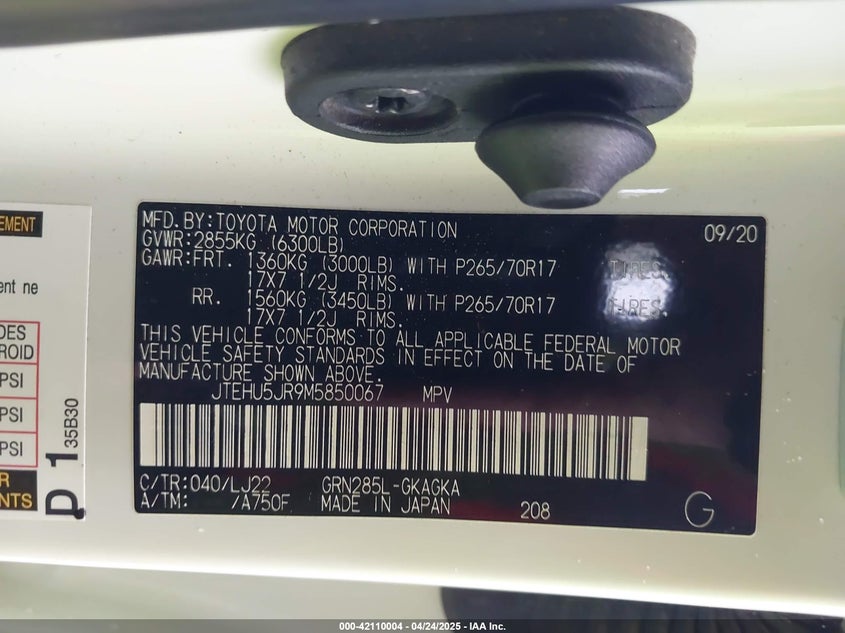 EMENT
ent ne
DES
ROID
PSI
PSI
PSI
R
NTS
D 1 35B30
MFD.BY:TOYOTA MOTOR CORPORATION 09/20
GVWR:2855KG (6300LB)
GAWR:FRT. 1360KG (3000LB) WITH P265/70R17 TIRES.
17X7 1/2J RIMS.
RR. 1560KG (3450LB) WITH P265/70R17 TIRES.
17X7 1/2J RIMS.
THIS VEHICLE CONFORMS TO ALL APPLICABLE FEDERAL MOTOR
VEHICLE SAFETY STANDARDS IN EFFECT ON THE DATE OF
MANUFACTURE SHOWN ABOVE.
JTEHU5JR9M5850067 MPV
C/TR:040/LJ22 GRN285L-GKAGKA
A/TM: /A750F MADE IN JAPAN 208 G
000-42110004 - 04/24/2025 - IAA Inc.